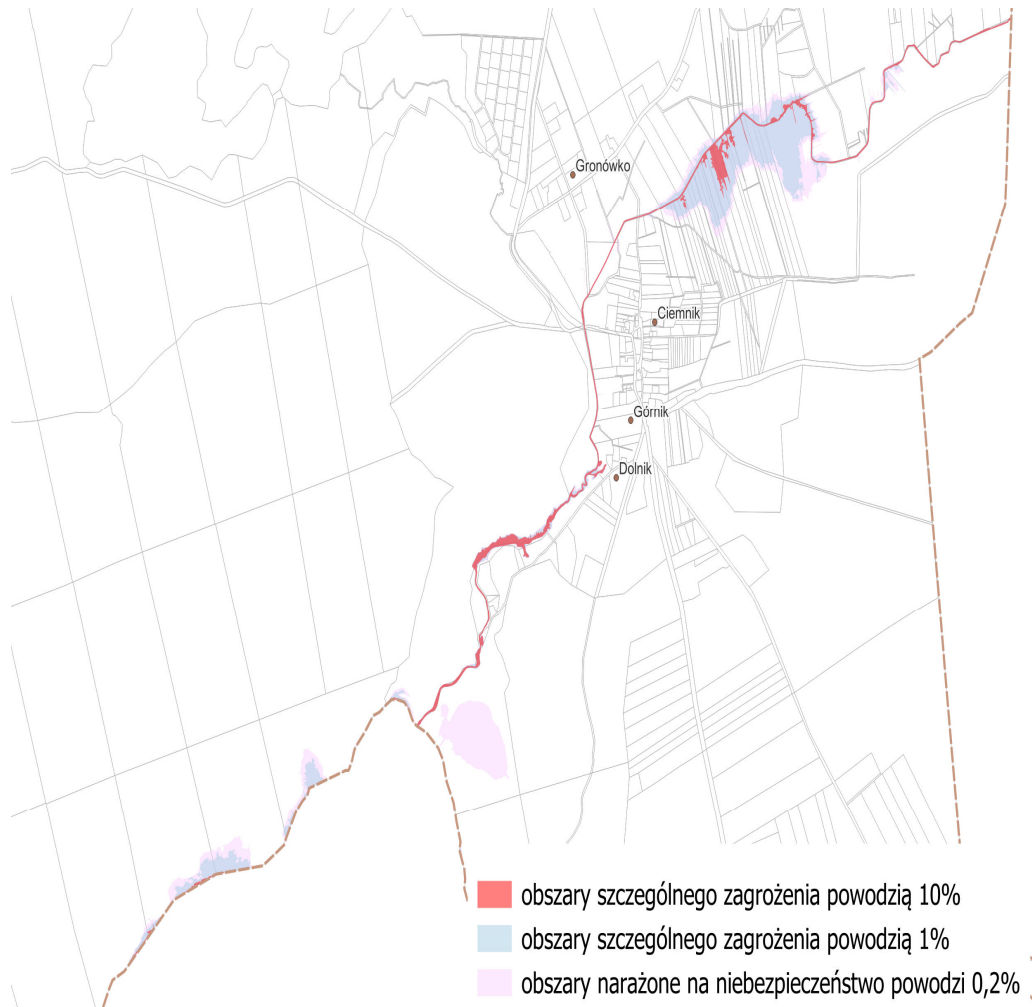 Gronówko
Ciemnik
Górnik
Dolnik
obszary szczególnego zagrożenia powodzią 10%
obszary szczególnego zagrożenia powodzią 1%
obszary narażone na niebezpieczeństwo powodzi 0,2%